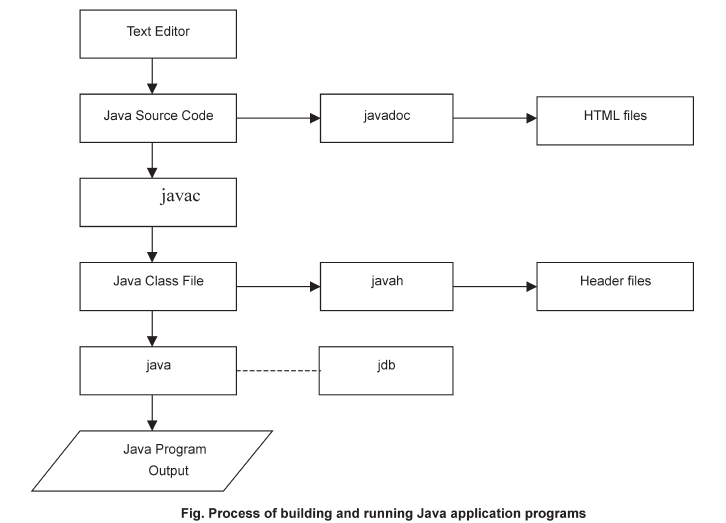 Text Editor
Java Source Code
javadoc
HTML files
javac
Java Class File
javah
Header files
java
jdb
Java Program
Output
Fig. Process of building and running Java application programs